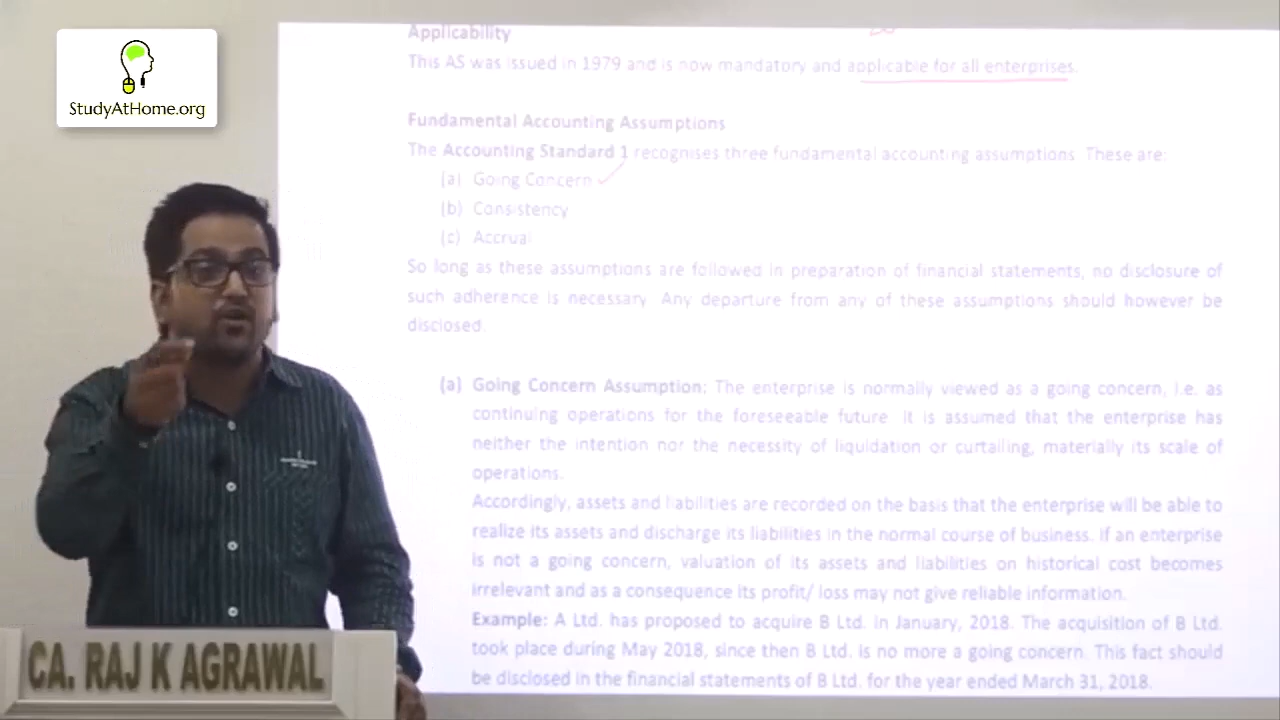 StudyAtHome.org
Applicability
This AS was issued in 1979 and is now mandatory and applicable for all enterprises.
Fundamental Accounting Assumptions
The Accounting Standard 1 recognises three fundamental accounting assumptions. These are:
(a) Going Concern
(b) Consistency
(c) Accrual
So long as these assumptions are followed in preparation of financial statements, no disclosure of
such adherence is necessary. Any departure from any of these assumptions should however be
disclosed.
(a) Going Concern Assumption: The enterprise is normally viewed as a going concern, i.e. as
continuing operations for the foreseeable future. It is assumed that the enterprise has
neither the intention nor the necessity of liquidation or curtailing, materially its scale of
operations.
Accordingly, assets and liabilities are recorded on the basis that the enterprise will be able to
realize its assets and discharge its liabilities in the normal course of business. If an enterprise
is not a going concern, valuation of its assets and liabilities on historical cost becomes
irrelevant and as a consequence its profit/ loss may not give reliable information.
Example: A Ltd. has proposed to acquire B Ltd. in January, 2018. The acquisition of B Ltd.
took place during May 2018, since then B Ltd. is no more a going concern. This fact should
be disclosed in the financial statements of B Ltd. for the year ended March 31, 2018.
CA. RAJ K AGRAWAL